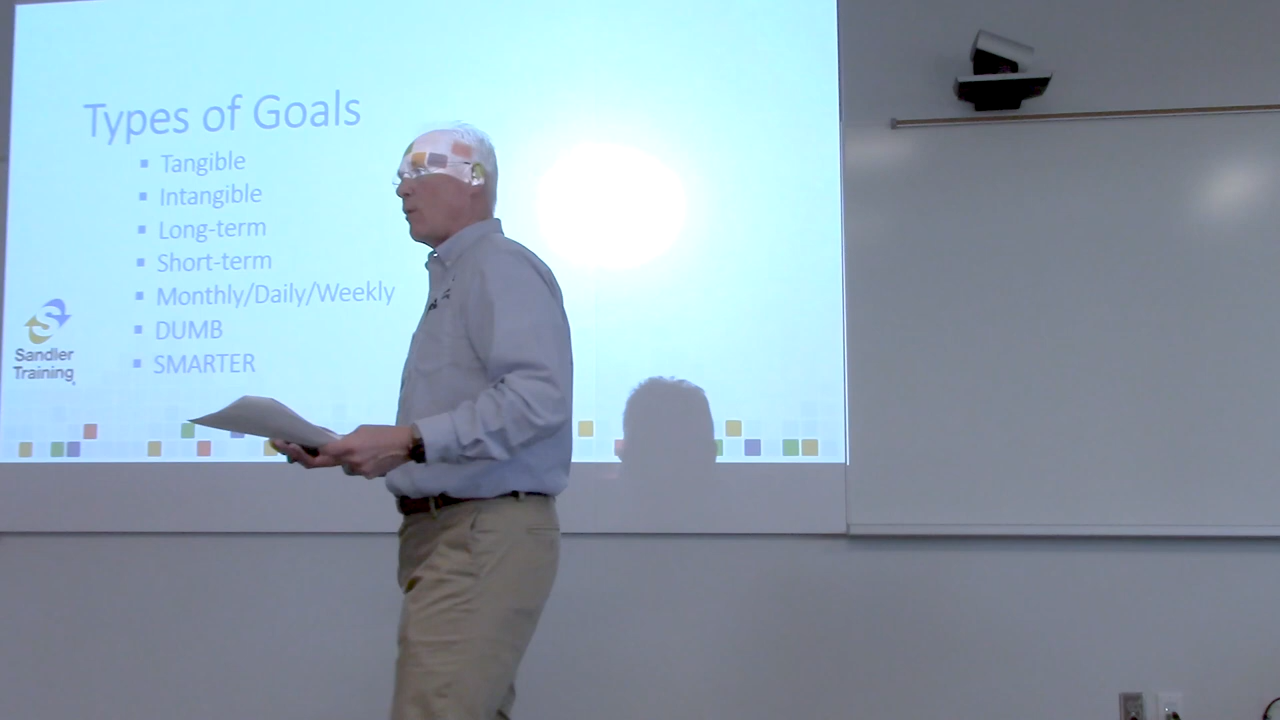 Types of Goals
Tangible
Intangible
Long-term
Short-term
Monthly/Daily/Weekly
DUMB
SMARTER
Sandler
Training